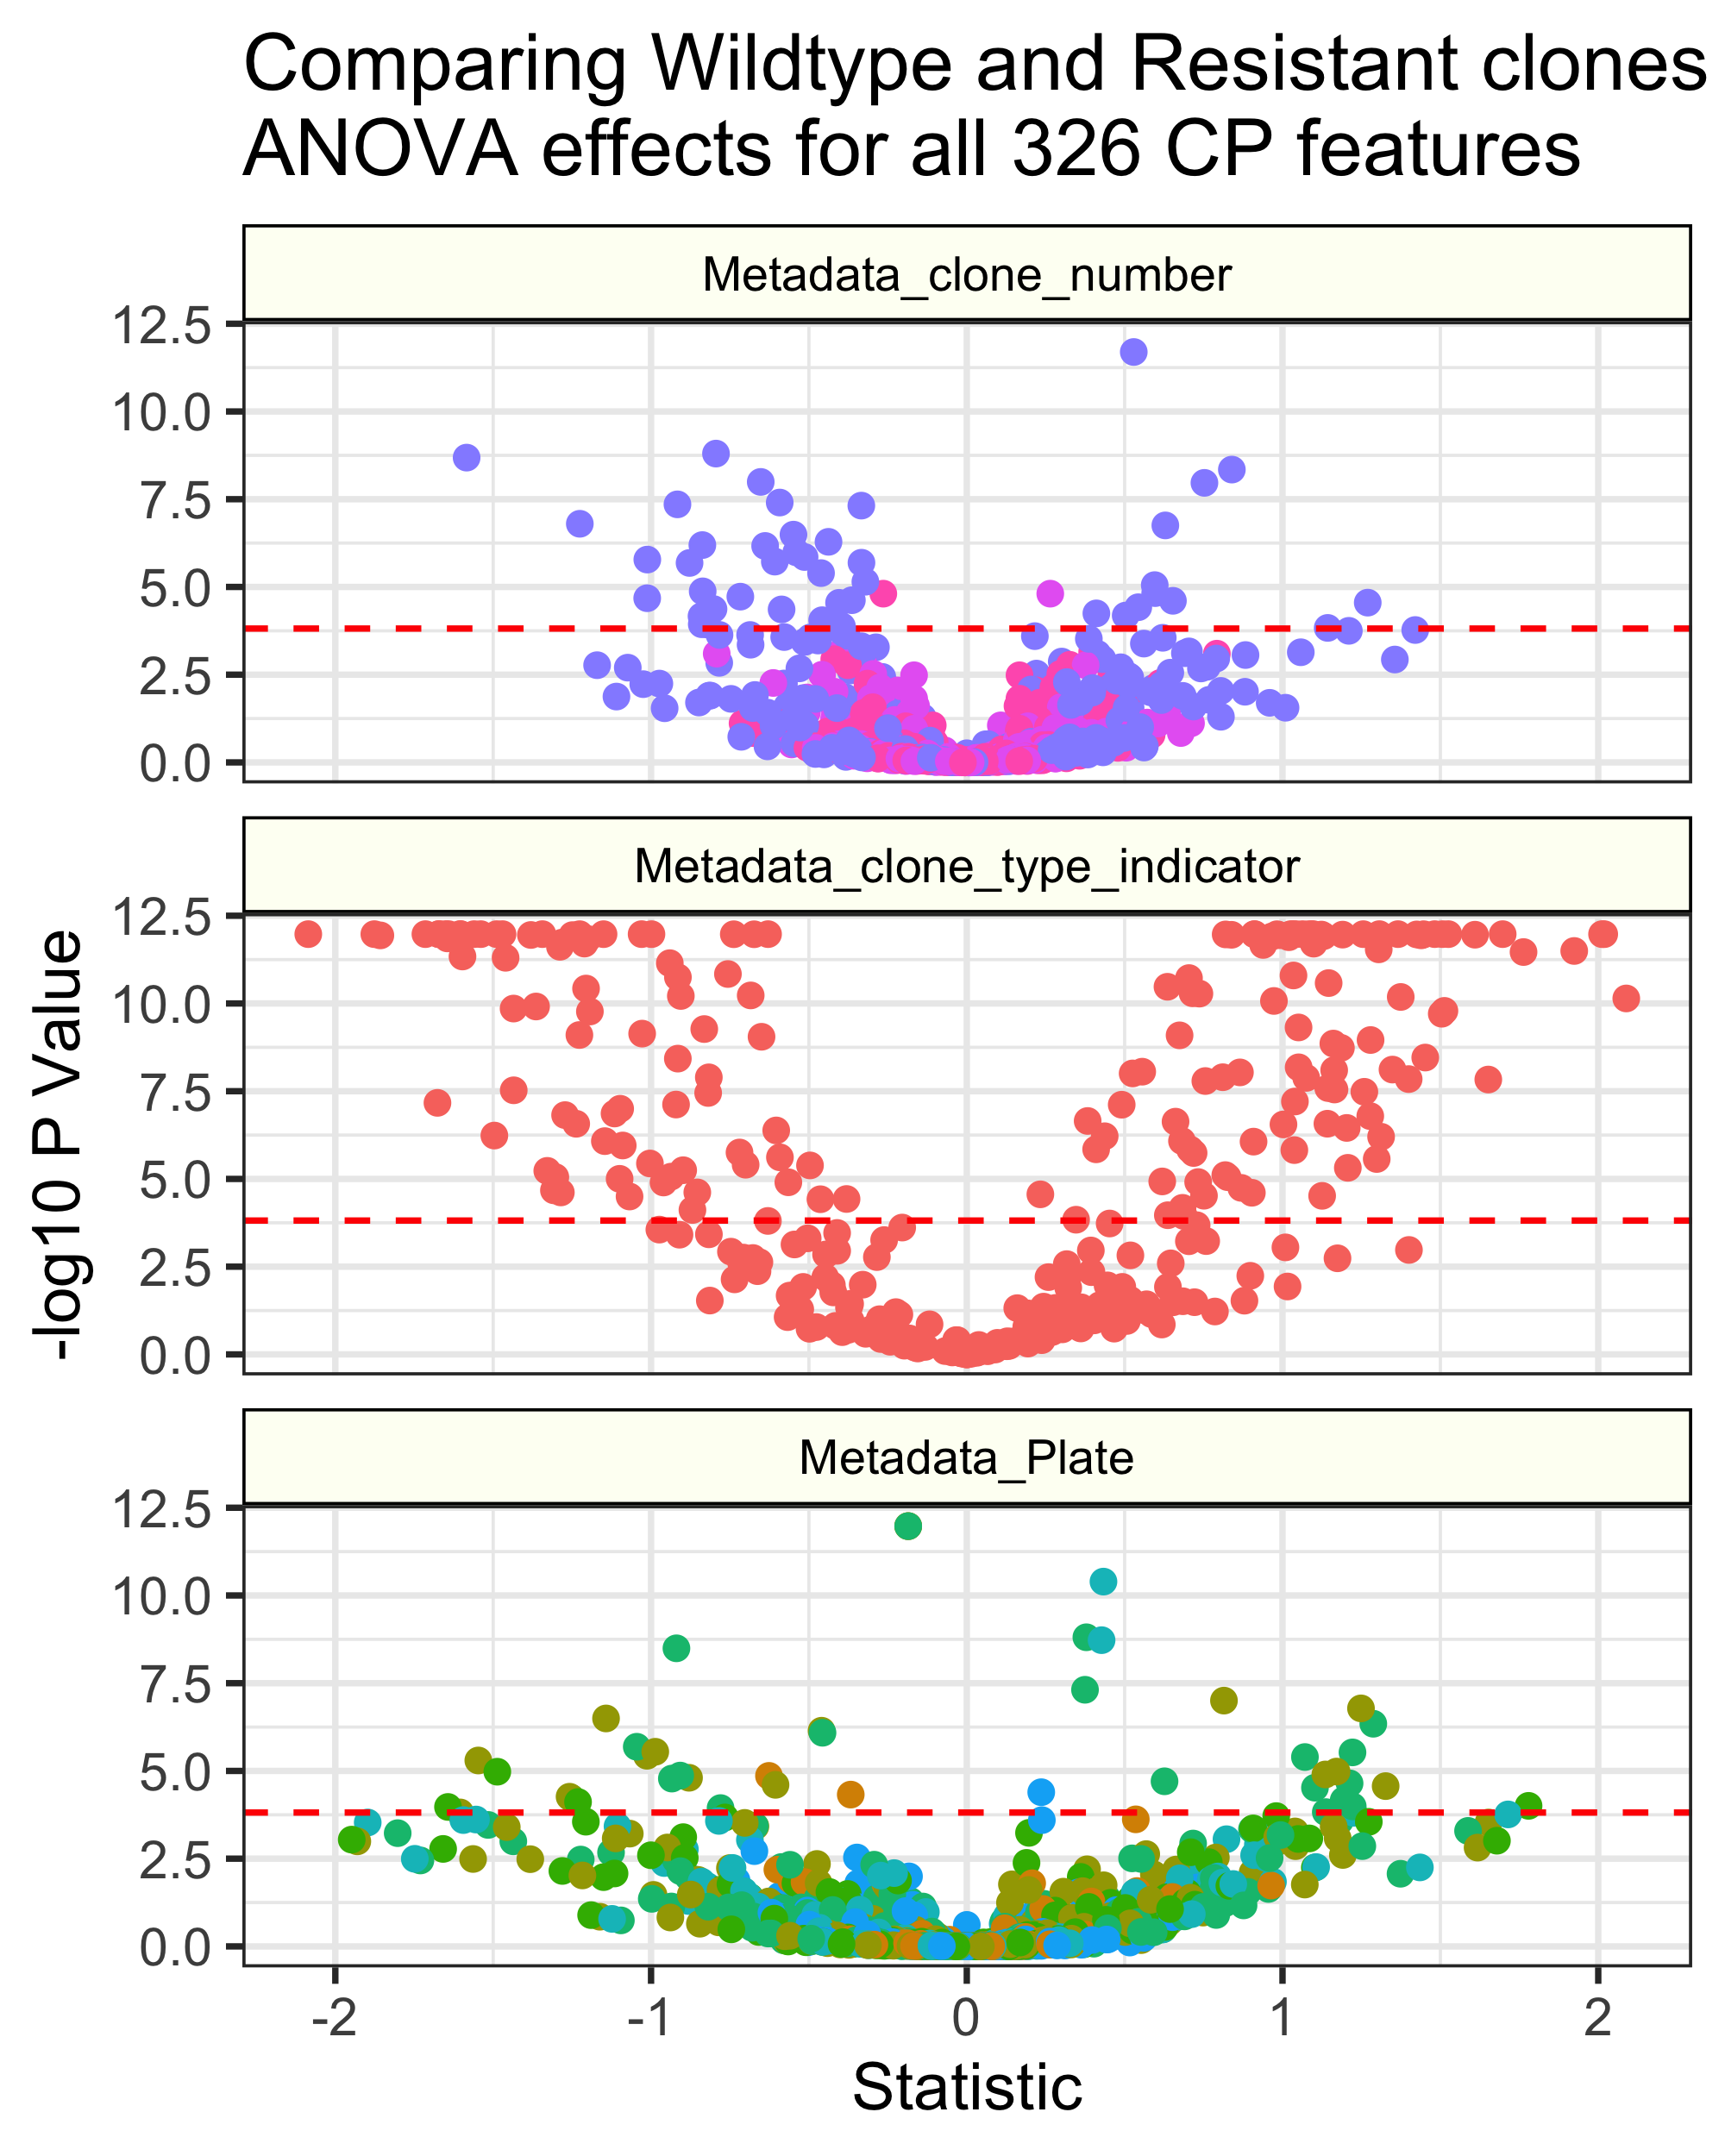 Comparing Wildtype and Resistant clones
ANOVA effects for all 326 CP features
Metadata_clone_number
12.5
10.0
7.5
5.0
2.5
0.0
Metadata_clone_type_indicator
12.5
10.0
7.5
5.0
2.5
0.0
-log10 P Value
Metadata_Plate
12.5
10.0
7.5
5.0
2.5
0.0
-2 -1 0 1 2
Statistic